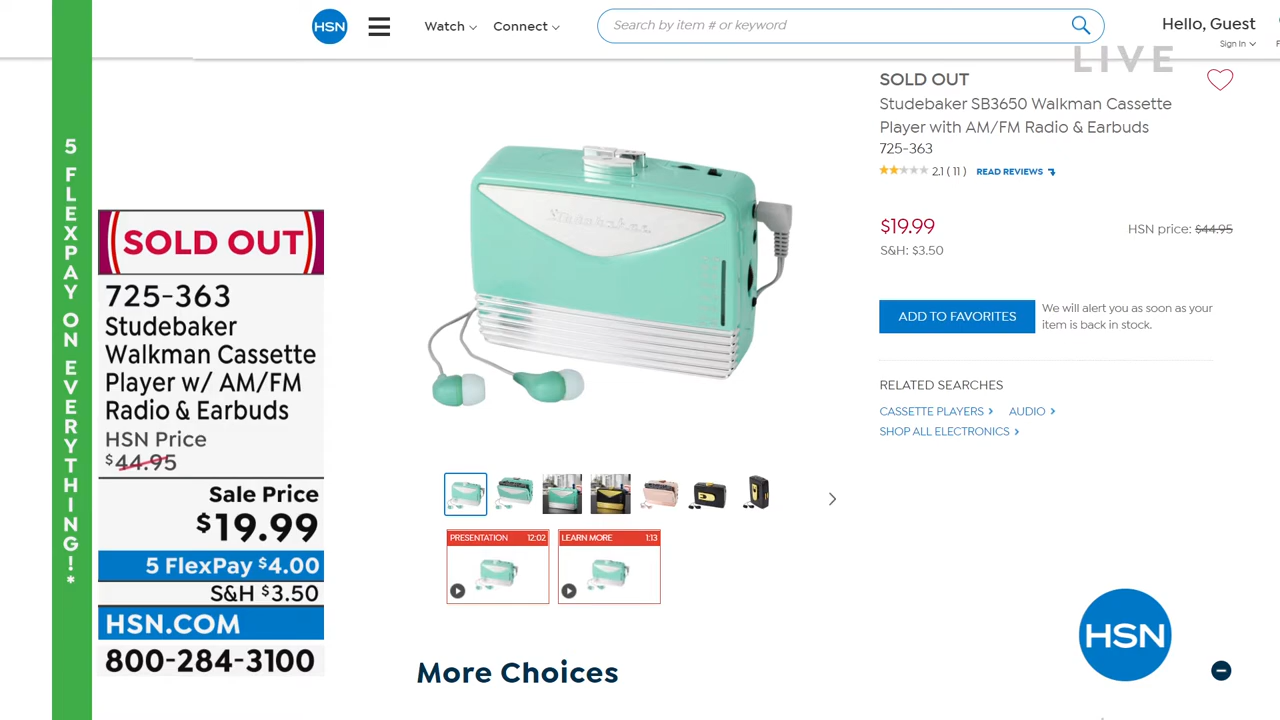 HSN
Watch
Connect
Search by item # or keyword
Hello, Guest
Sign In
LIVE
5 FLEXPAY ON EVERYTHING!*
SOLD OUT
725-363
Studebaker
Walkman Cassette
Player w/ AM/FM
Radio & Earbuds
HSN Price
$44.95
Sale Price
$19.99
5 FlexPay $4.00
S&H $3.50
HSN.COM
800-284-3100
Studebaker
PRESENTATION 12:02
LEARN MORE 1:13
More Choices
SOLD OUT
Studebaker SB3650 Walkman Cassette
Player with AM/FM Radio & Earbuds
725-363
2.1 ( 11 ) READ REVIEWS
$19.99 HSN price: $44.95
S&H: $3.50
ADD TO FAVORITES
We will alert you as soon as your
item is back in stock.
RELATED SEARCHES
CASSETTE PLAYERS > AUDIO >
SHOP ALL ELECTRONICS >
HSN